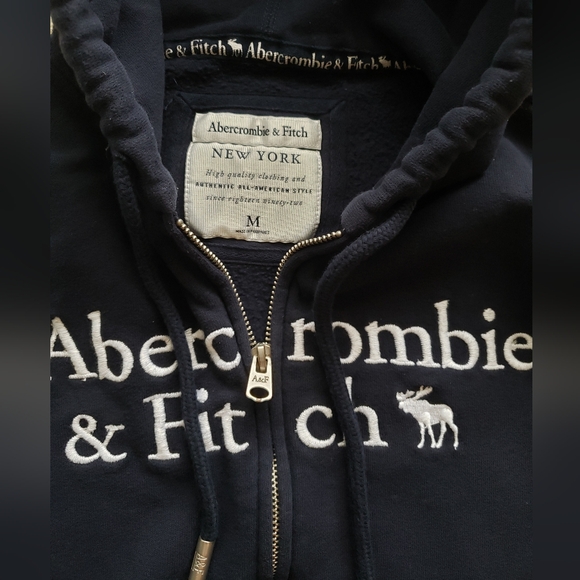 e & Fitch Abercrombie & Fitch Abe
Abercrombie & Fitch
NEW YORK
High quality clothing and
AUTHENTIC ALL-AMERICAN STYLE
since eighteen ninety-two
M
Abercrombie
& Fitch
A&F
A&F